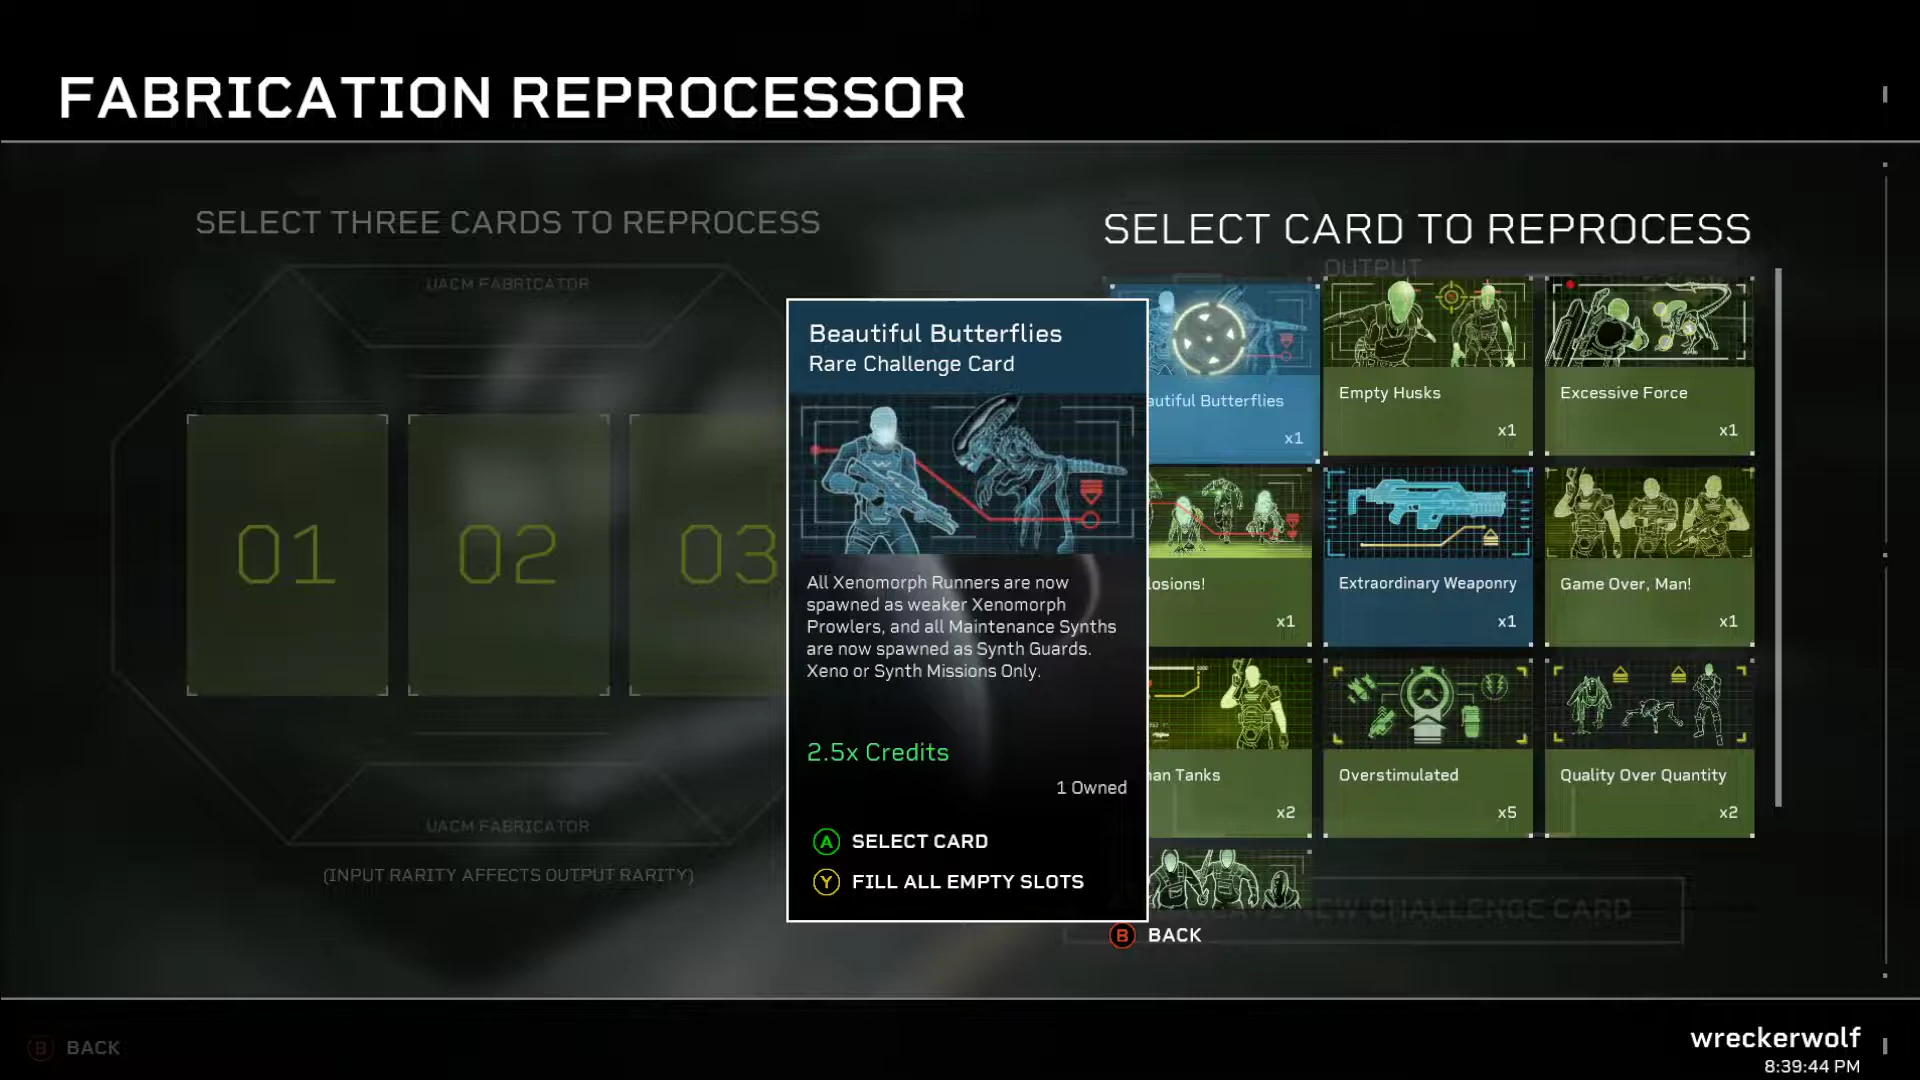 FABRICATION REPROCESSOR
SELECT THREE CARDS TO REPROCESS
UACM FABRICATOR
01
02
03
UACM FABRICATOR
(INPUT RARITY AFFECTS OUTPUT RARITY)
SELECT CARD TO REPROCESS
OUTPUT
Beautiful Butterflies
Rare Challenge Card
All Xenomorph Runners are now
spawned as weaker Xenomorph
Prowlers, and all Maintenance Synths
are now spawned as Synth Guards.
Xeno or Synth Missions Only.
2.5x Credits
1 Owned
A SELECT CARD
Y FILL ALL EMPTY SLOTS
autiful Butterflies
x1
Empty Husks
x1
Excessive Force
x1
losions!
x1
Extraordinary Weaponry
x1
Game Over, Man!
x1
an Tanks
x2
Overstimulated
x5
Quality Over Quantity
x2
NEW CHALLENGE CARD
B BACK
B BACK
wreckerwolf
8:39:44 PM